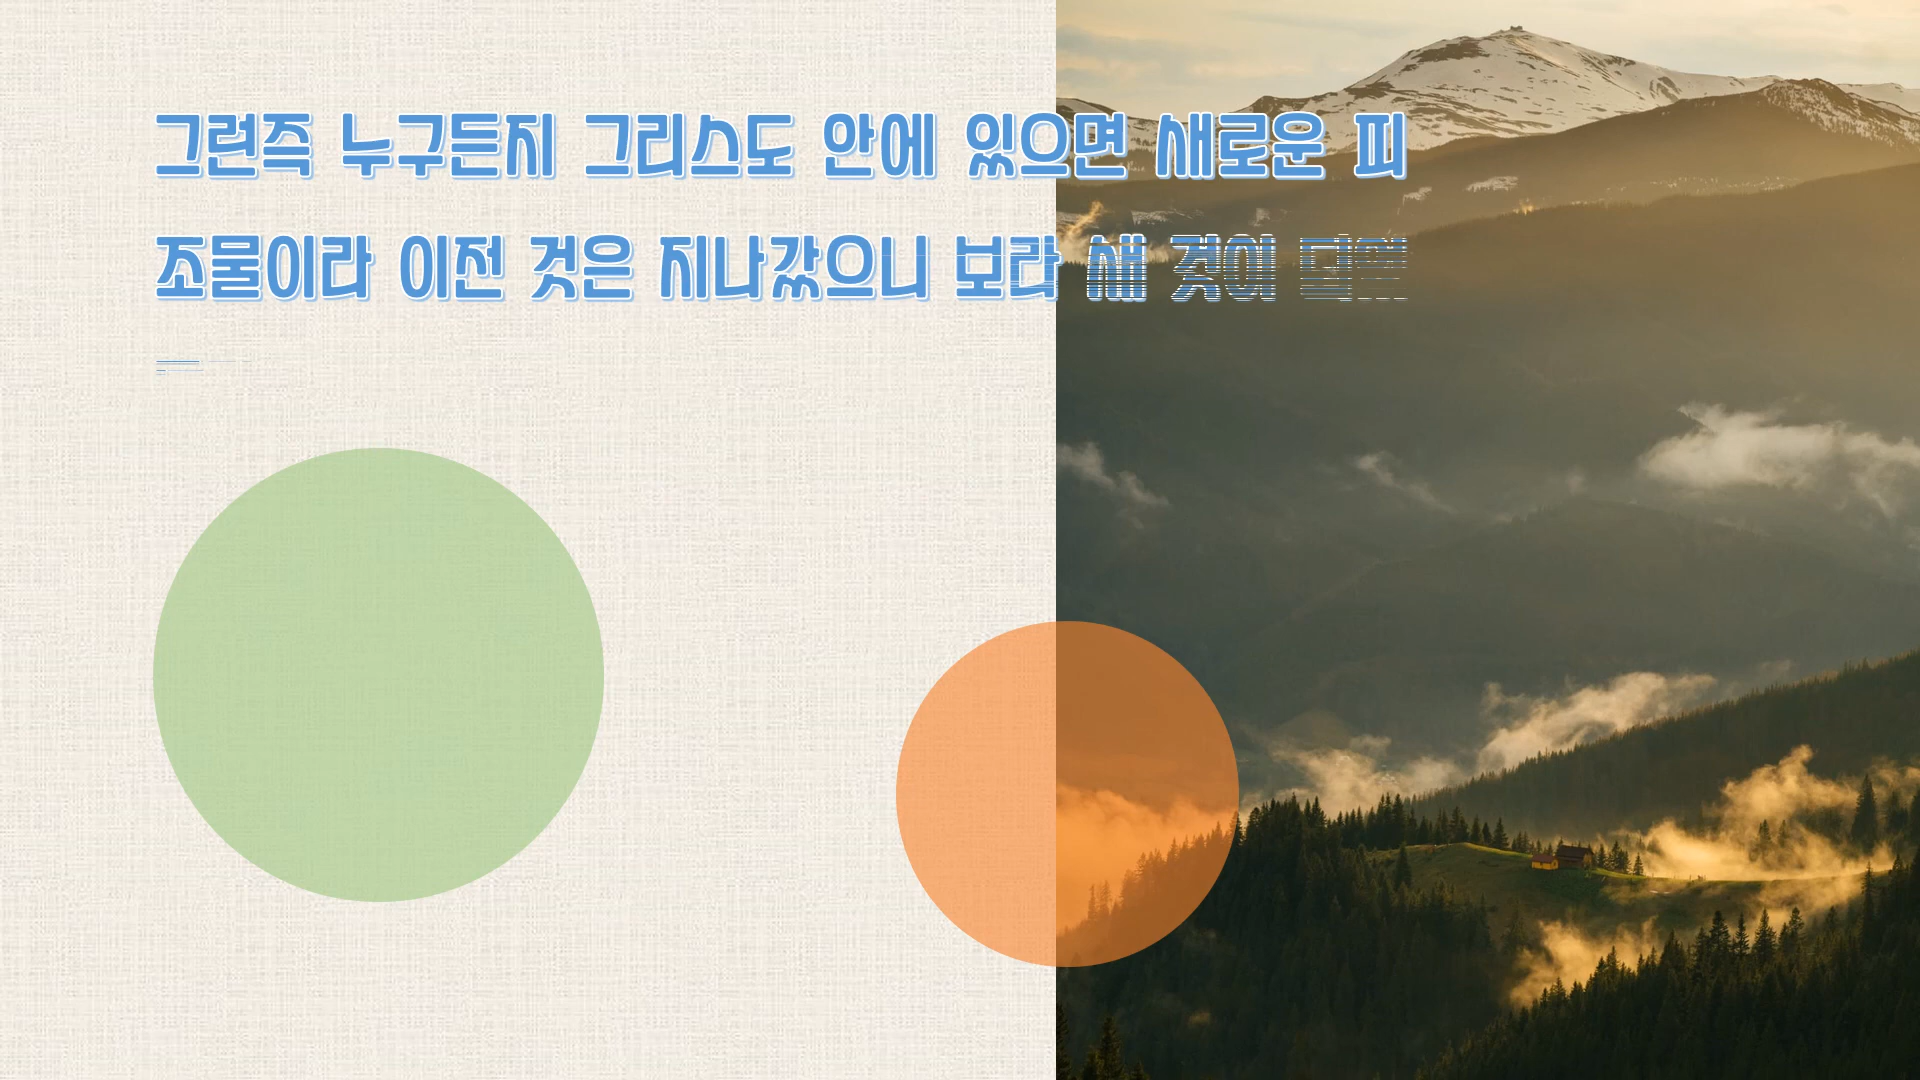 그런즉 누구든지 그리스도 안에 있으면 새로운 피
조물이라 이전 것은 지나갔으니 보라 새 것이